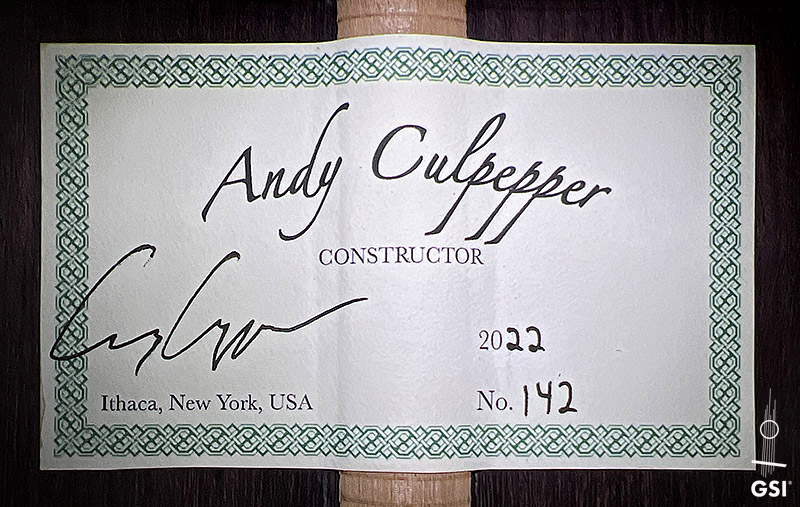 Andy Culpepper
CONSTRUCTOR
2022
Ithaca, New York, USA
No. 142
GSI